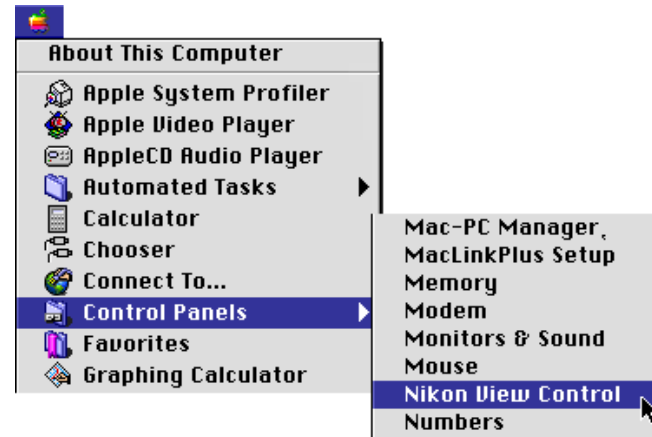 About This Computer
Apple System Profiler
Apple Video Player
AppleCD Audio Player
Automated Tasks
Calculator
Chooser
Connect To...
Control Panels
Favorites
Graphing Calculator
Mac-PC Manager
MacLinkPlus Setup
Memory
Modem
Monitors & Sound
Mouse
Nikon View Control
Numbers